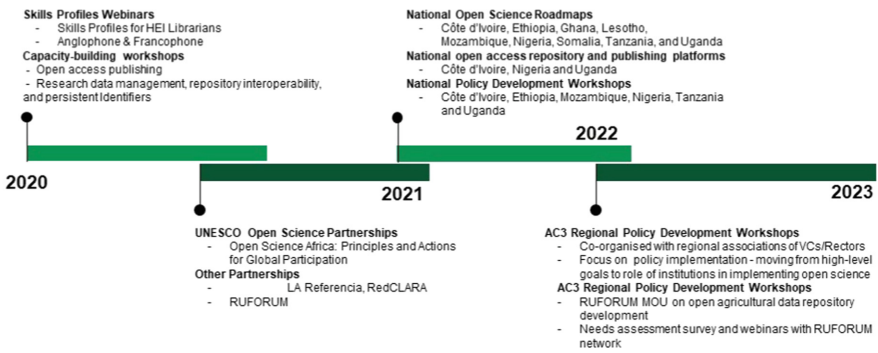 Skills Profiles Webinars
- Skills Profiles for HEI Librarians
- Anglophone & Francophone
Capacity-building workshops
- Open access publishing
- Research data management, repository interoperability,
and persistent Identifiers
National Open Science Roadmaps
- Côte d'Ivoire, Ethiopia, Ghana, Lesotho,
Mozambique, Nigeria, Somalia, Tanzania, and Uganda
National open access repository and publishing platforms
- Côte d'Ivoire, Nigeria and Uganda
National Policy Development Workshops
- Côte d'Ivoire, Ethiopia, Mozambique, Nigeria, Tanzania
and Uganda
2020
2021
2022
2023
UNESCO Open Science Partnerships
- Open Science Africa: Principles and Actions
for Global Participation
Other Partnerships
- LA Referencia, RedCLARA
- RUFORUM
AC3 Regional Policy Development Workshops
- Co-organised with regional associations of VCs/Rectors
- Focus on policy implementation - moving from high-level
goals to role of institutions in implementing open science
AC3 Regional Policy Development Workshops
- RUFORUM MOU on open agricultural data repository
development
- Needs assessment survey and webinars with RUFORUM
network